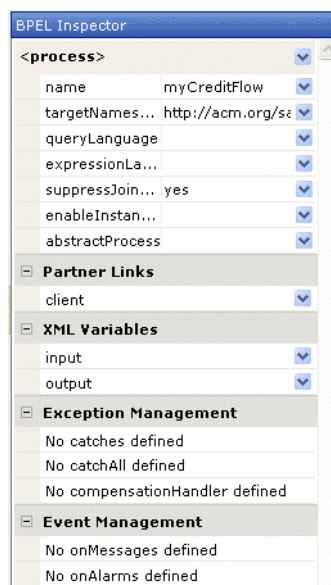 BPEL Inspector
<process>
name myCreditFlow
targetNames... http://acm.org/sa
queryLanguage
expressionLa...
suppressJoin... yes
enableInstan...
abstractProcess
Partner Links
client
XML Variables
input
output
Exception Management
No catches defined
No catchAll defined
No compensationHandler defined
Event Management
No onMessages defined
No onAlarms defined